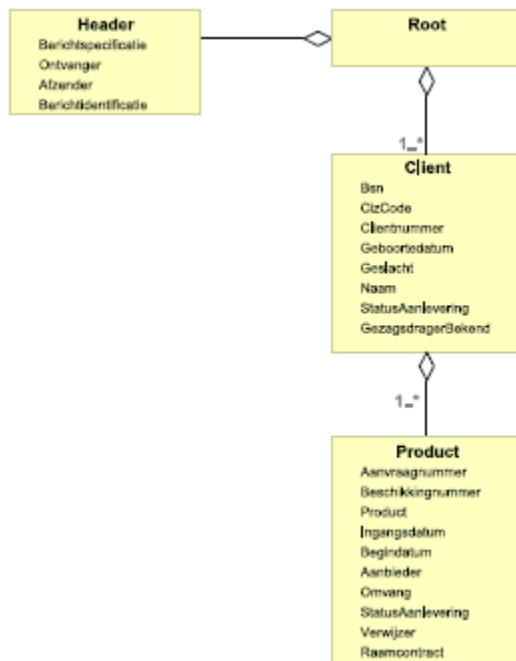 Header
Berichtspecificatie
Ontvanger
Afzender
Berichtidentificatie
Root
1..*
Client
Bsn
CizCode
Clientnummer
Geboortedatum
Geslacht
Naam
StatusAanlevering
GezagsdragerBekend
1..*
Product
Aanvraagnummer
Beschikkingnummer
Product
Ingangsdatum
Begindatum
Aanbieder
Omvang
StatusAanlevering
Verwijzer
Raamcontract